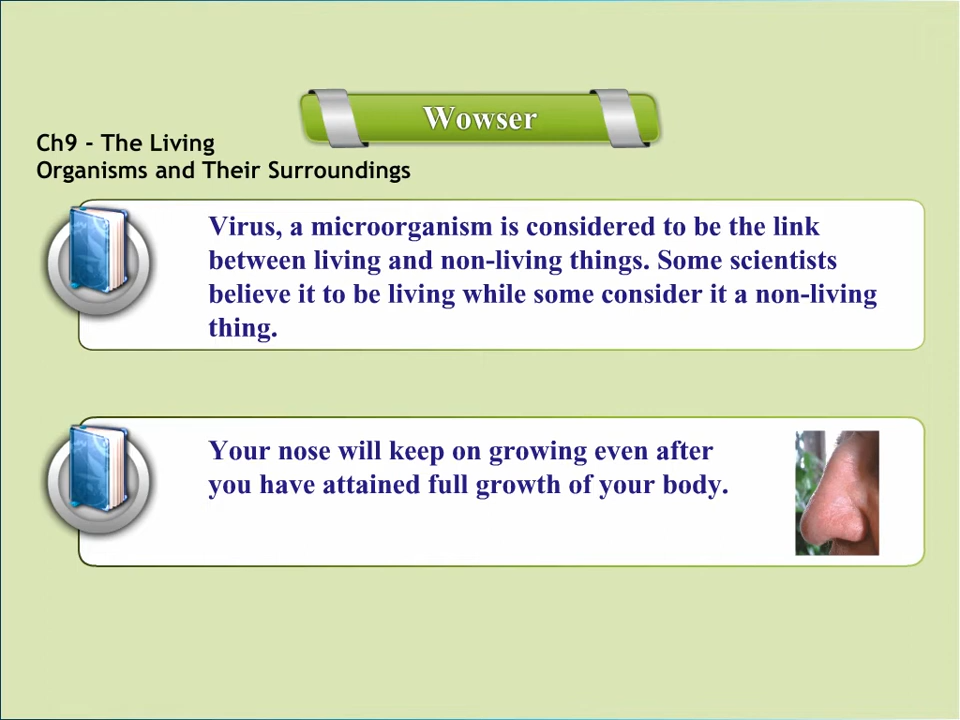 Wowser
Ch9 - The Living
Organisms and Their Surroundings
Virus, a microorganism is considered to be the link
between living and non-living things. Some scientists
believe it to be living while some consider it a non-living
thing.
Your nose will keep on growing even after
you have attained full growth of your body.